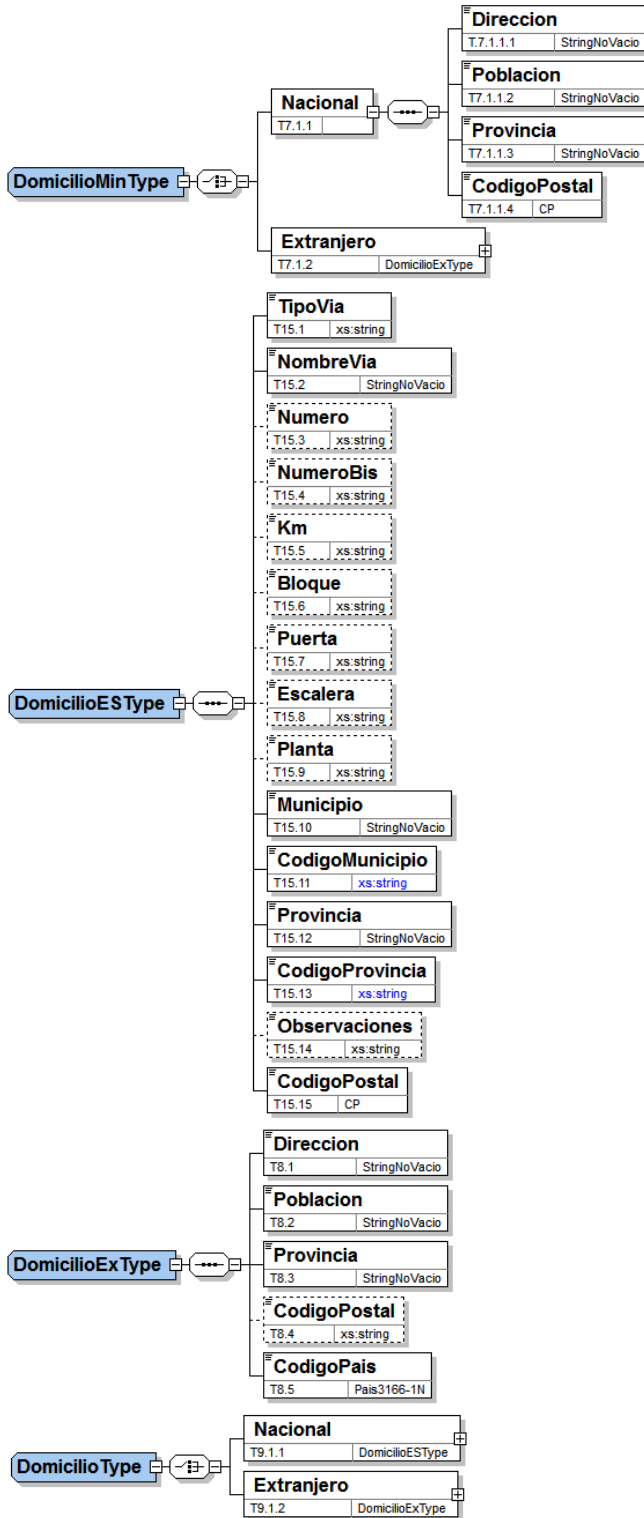 DomicilioMinType
Nacional
T7.1.1
Direccion
T.7.1.1.1 StringNoVacio
Poblacion
T7.1.1.2 StringNoVacio
Provincia
T7.1.1.3 StringNoVacio
CodigoPostal
T7.1.1.4 CP
Extranjero
T7.1.2 DomicilioExType
DomicilioESType
TipoVia
T15.1 xs:string
NombreVia
T15.2 StringNoVacio
Numero
T15.3 xs:string
NumeroBis
T15.4 xs:string
Km
T15.5 xs:string
Bloque
T15.6 xs:string
Puerta
T15.7 xs:string
Escalera
T15.8 xs:string
Planta
T15.9 xs:string
Municipio
T15.10 StringNoVacio
CodigoMunicipio
T15.11 xs:string
Provincia
T15.12 StringNoVacio
CodigoProvincia
T15.13 xs:string
Observaciones
T15.14 xs:string
CodigoPostal
T15.15 CP
DomicilioExType
Direccion
T8.1 StringNoVacio
Poblacion
T8.2 StringNoVacio
Provincia
T8.3 StringNoVacio
CodigoPostal
T8.4 xs:string
CodigoPais
T8.5 Pais3166-1N
DomicilioType
Nacional
T9.1.1 DomicilioESType
Extranjero
T9.1.2 DomicilioExType